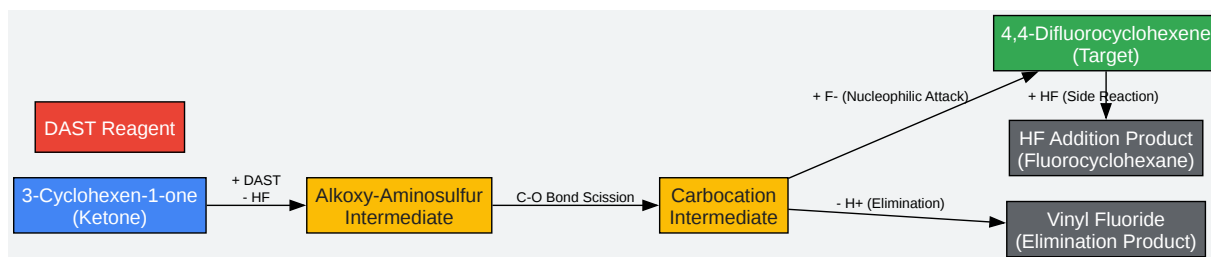 DAST Reagent
3-Cyclohexen-1-one
(Ketone)
+ DAST
- HF
Alkoxy-Aminosulfur
Intermediate
C-O Bond Scission
Carbocation
Intermediate
+ F- (Nucleophilic Attack)
4,4-Difluorocyclohexene
(Target)
+ HF (Side Reaction)
HF Addition Product
(Fluorocyclohexane)
- H+ (Elimination)
Vinyl Fluoride
(Elimination Product)